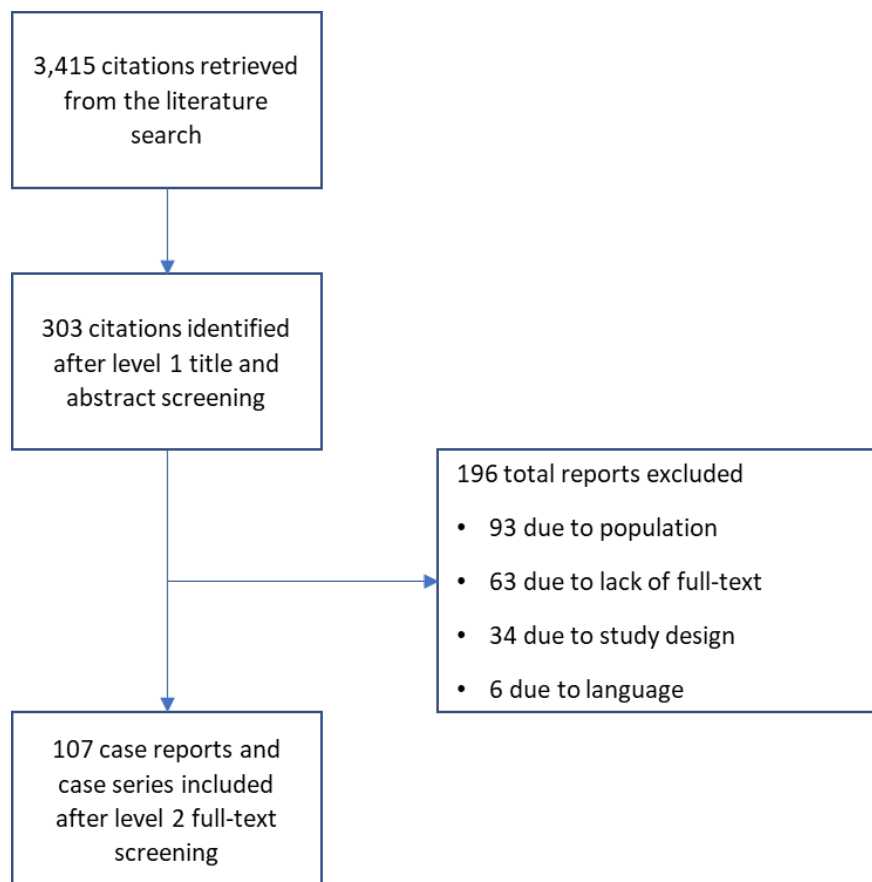 3,415 citations retrieved
from the literature
search
303 citations identified
after level 1 title and
abstract screening
196 total reports excluded
• 93 due to population
• 63 due to lack of full-text
• 34 due to study design
• 6 due to language
107 case reports and
case series included
after level 2 full-text
screening